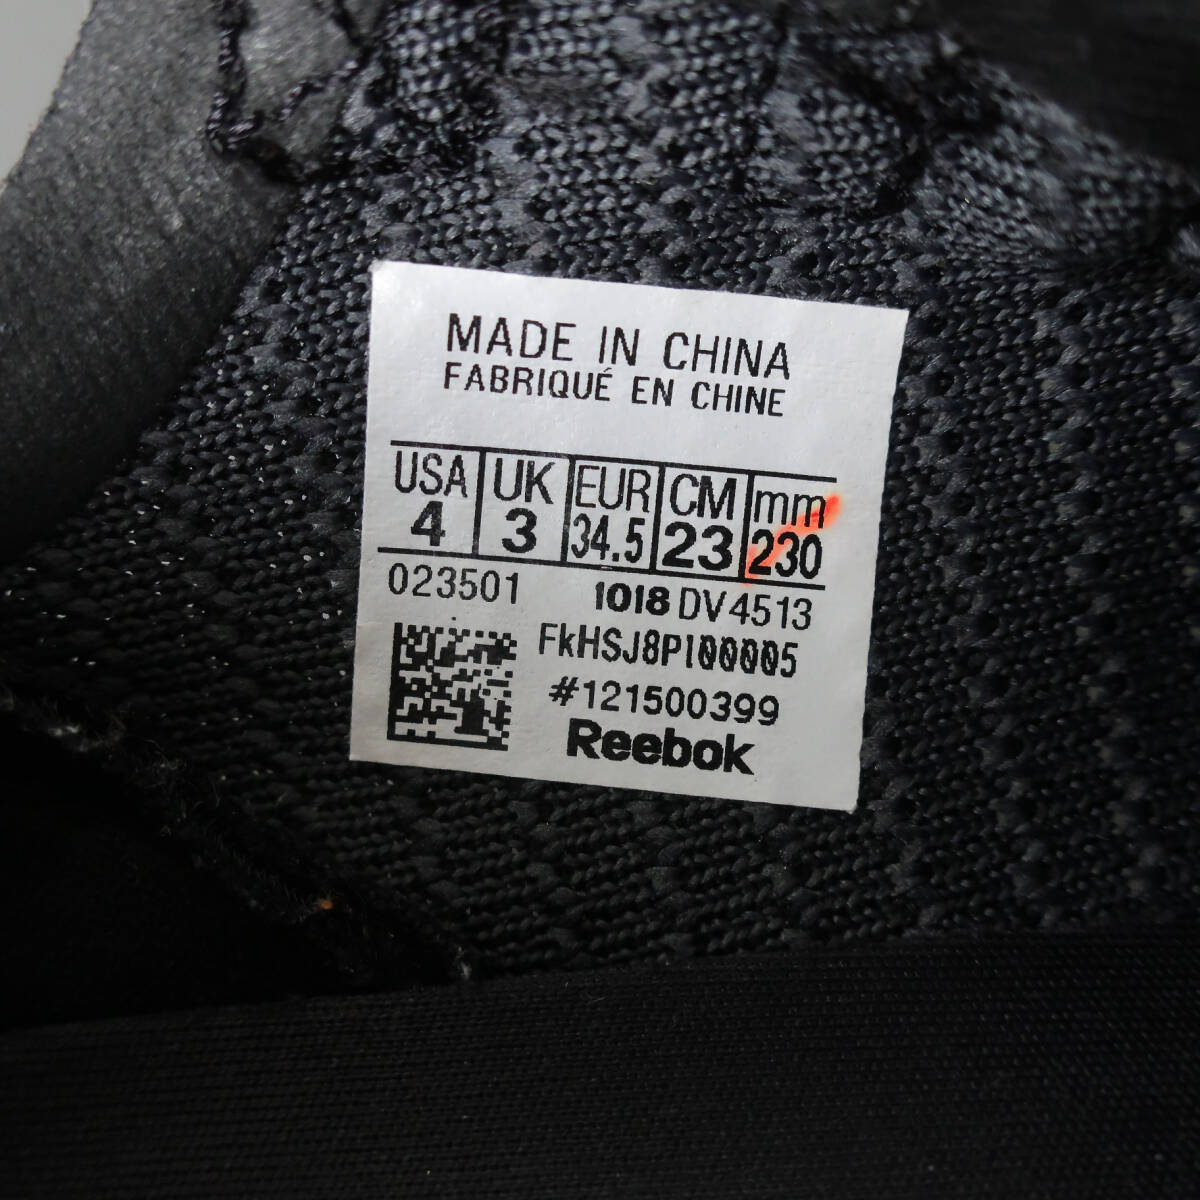 MADE IN CHINA
FABRIQUÉ EN CHINE
USA UK EUR CM mm
4 3 34.5 23 230
023501 1018 DV4513
FkHSJ8P100005
#121500399
Reebok